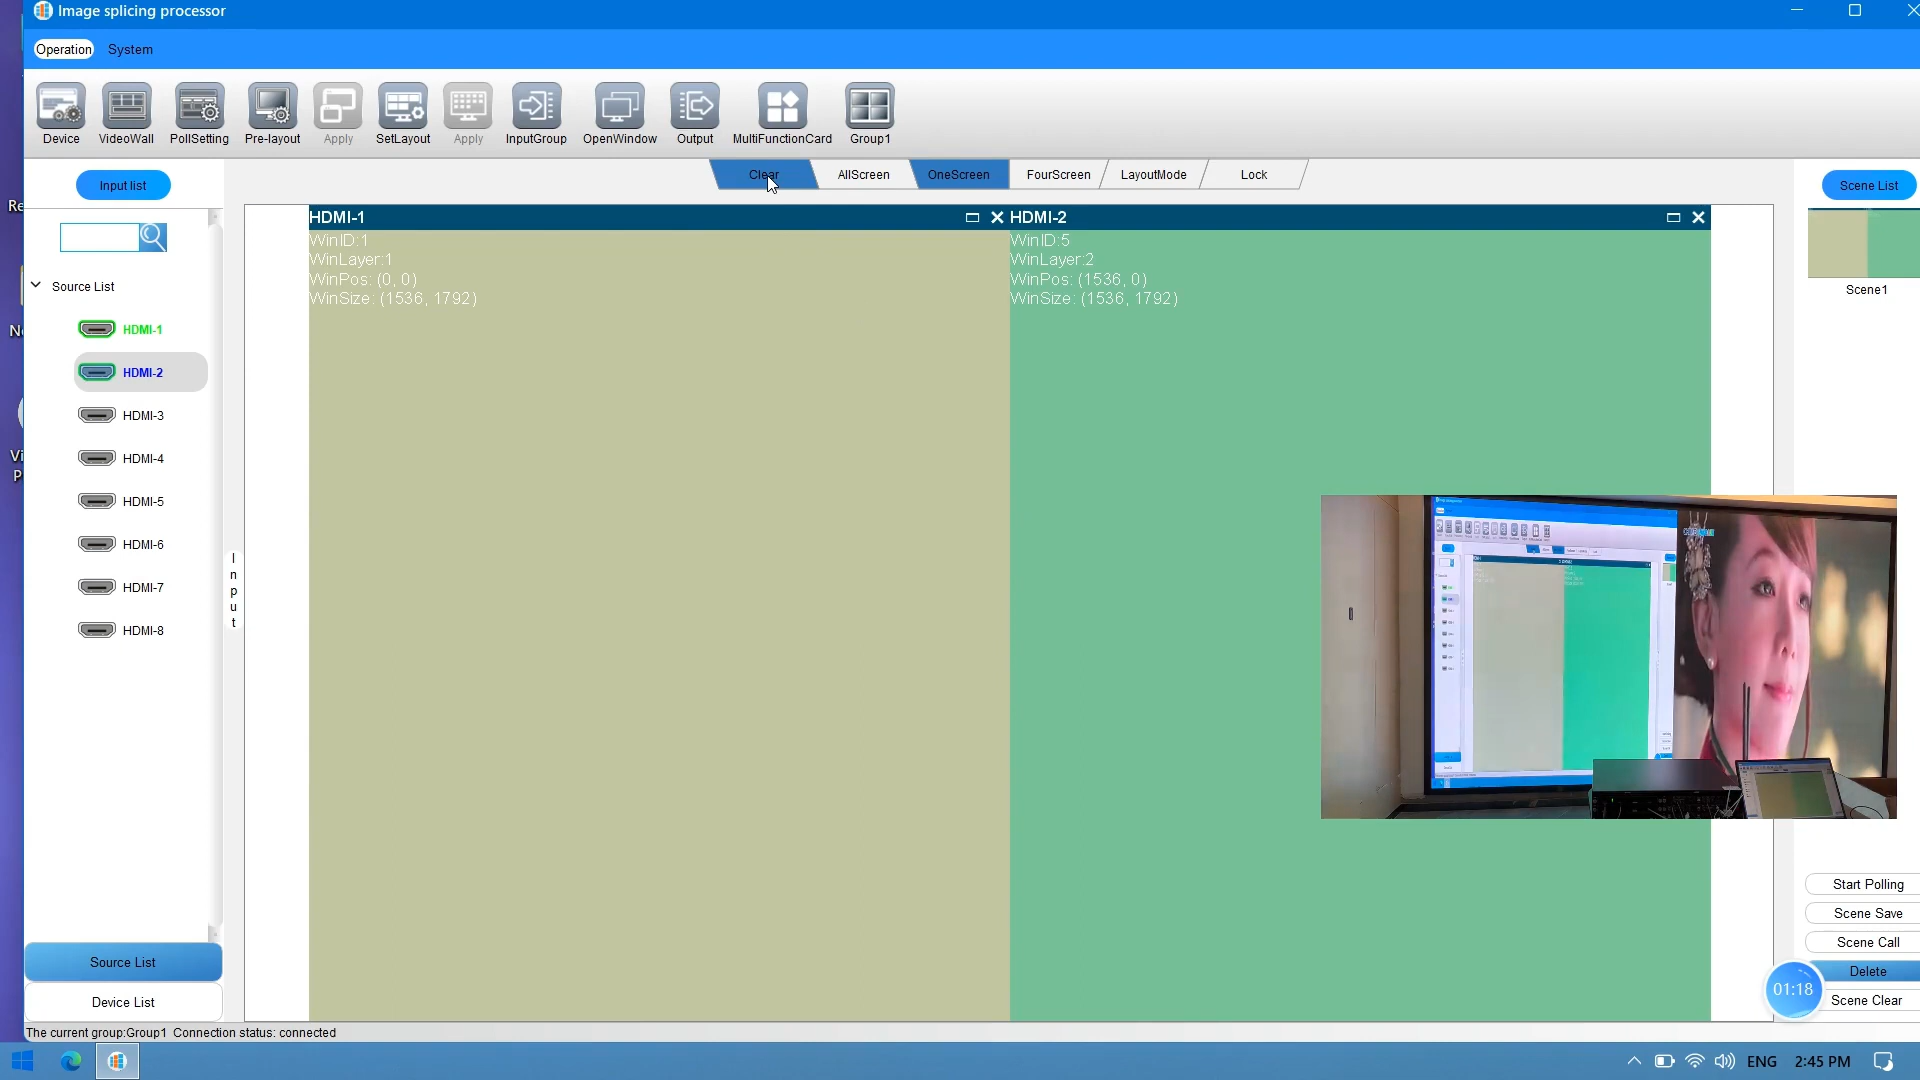 Image splicing processor
Operation System
Device VideoWall PollSetting Pre-layout Apply SetLayout Apply InputGroup OpenWindow Output MultiFunctionCard Group1
Input list
Clear AllScreen OneScreen FourScreen LayoutMode Lock
Scene List
HDMI-1
WinID:1
WinLayer:1
WinPos: (0, 0)
WinSize: (1536, 1792)
HDMI-2
WinID:5
WinLayer:2
WinPos: (1536, 0)
WinSize: (1536, 1792)
Scene1
Source List
HDMI-1
HDMI-2
HDMI-3
HDMI-4
HDMI-5
HDMI-6
HDMI-7
HDMI-8
Input
Source List
Device List
Start Polling
Scene Save
Scene Call
Delete
Scene Clear
01:18
The current group:Group1 Connection status: connected
ENG 2:45 PM